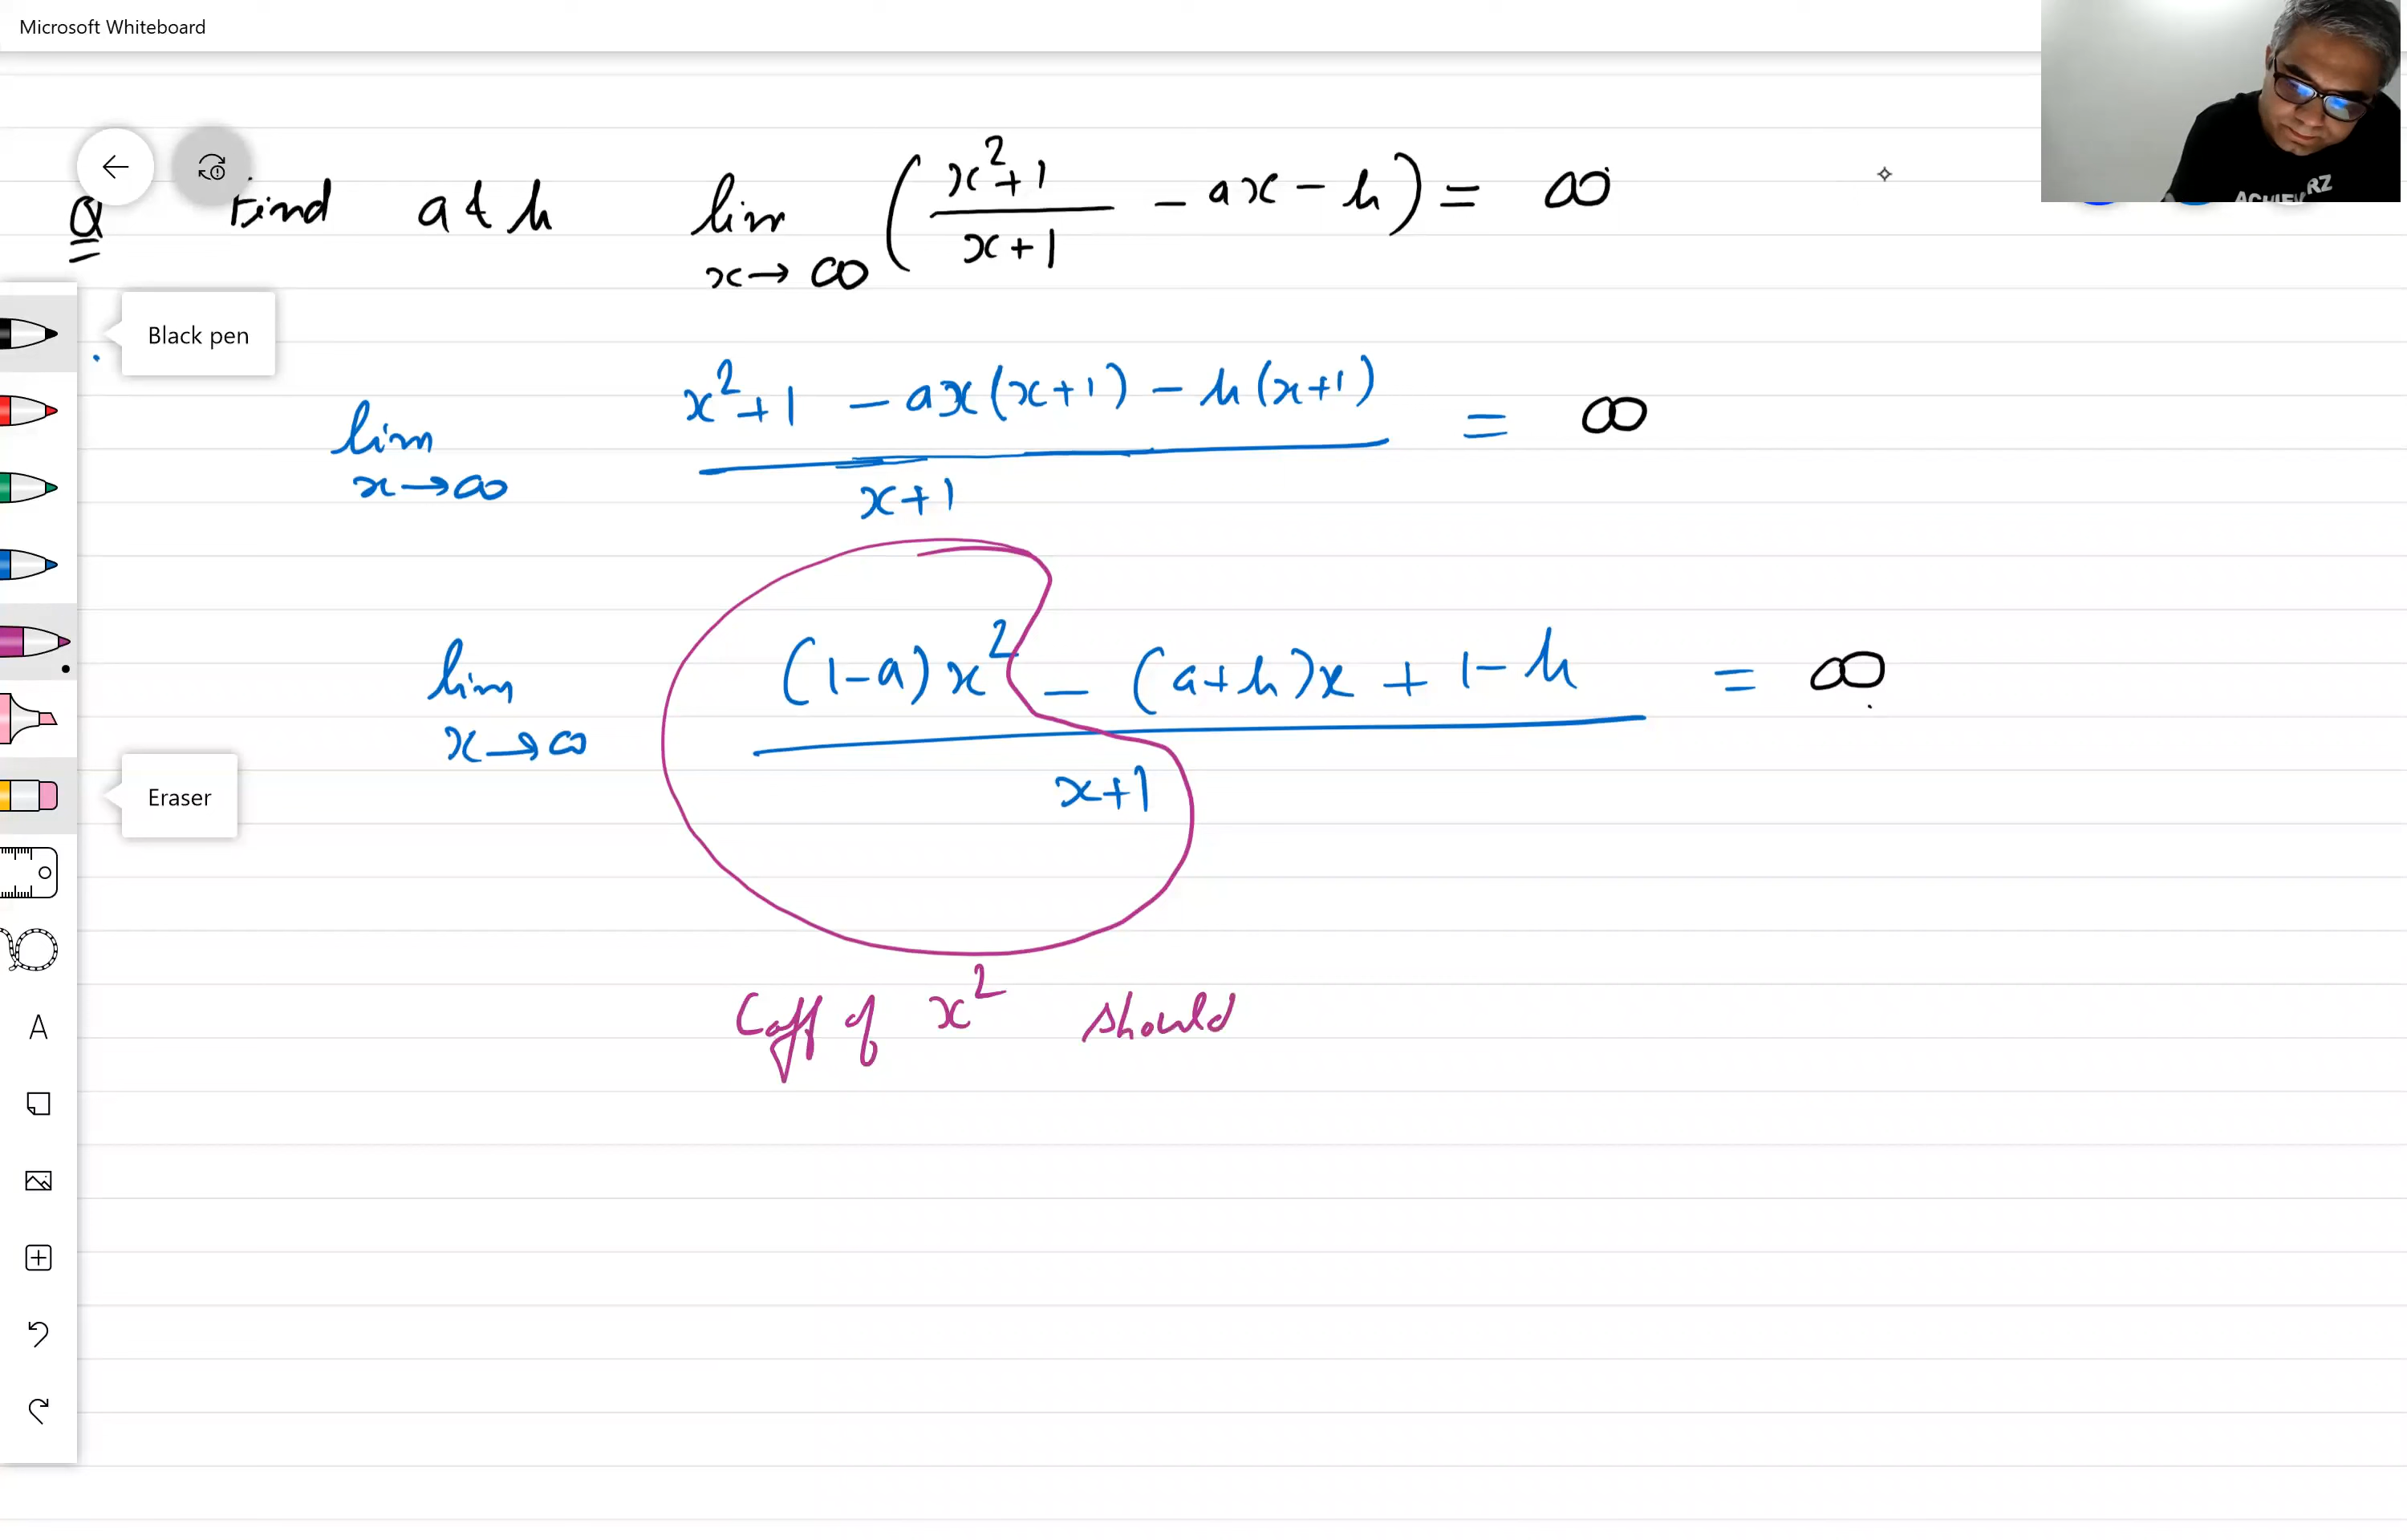 Microsoft Whiteboard
Q Find a & h lim x→∞ (x²+1 / x+1 − ax − h) = ∞
Black pen
lim x→∞ x²+1 − ax(x+1) − h(x+1) / x+1 = ∞
lim x→∞ (1−a)x² − (a+h)x + 1−h / x+1 = ∞
Eraser
Coff of x² should
A